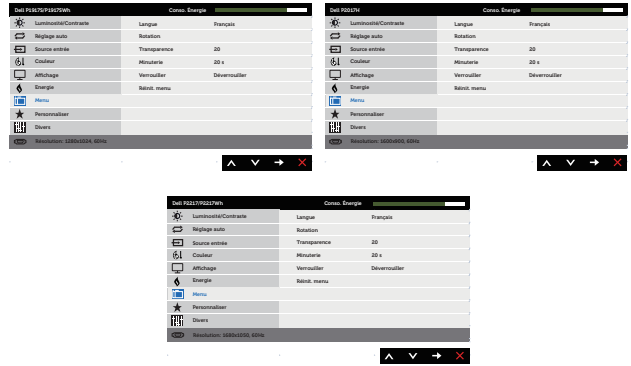 Dell P1917S/P1917SWh Conso. Énergie
Luminosité/Contraste Langue Français
Réglage auto Rotation
Source entrée Transparence 20
Couleur Minuterie 20 s
Affichage Verrouiller Déverrouiller
Energie Réinit. menu
Menu
Personnaliser
Divers
Résolution: 1280x1024, 60Hz
Dell P2017H Conso. Énergie
Luminosité/Contraste Langue Français
Réglage auto Rotation
Source entrée Transparence 20
Couleur Minuterie 20 s
Affichage Verrouiller Déverrouiller
Energie Réinit. menu
Menu
Personnaliser
Divers
Résolution: 1600x900, 60Hz
Dell P2217/P2217Wh Conso. Énergie
Luminosité/Contraste Langue Français
Réglage auto Rotation
Source entrée Transparence 20
Couleur Minuterie 20 s
Affichage Verrouiller Déverrouiller
Energie Réinit. menu
Menu
Personnaliser
Divers
Résolution: 1680x1050, 60Hz